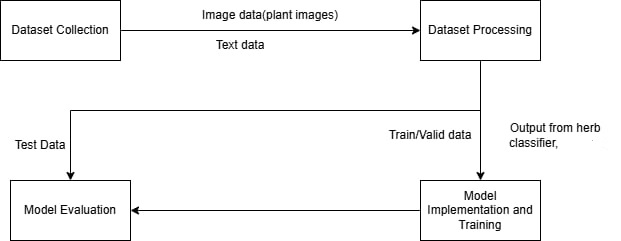 Image data(plant images)
Dataset Collection
Dataset Processing
Text data
Train/Valid data
Output from herb
classifier,
Test Data
Model Evaluation
Model
Implementation and
Training